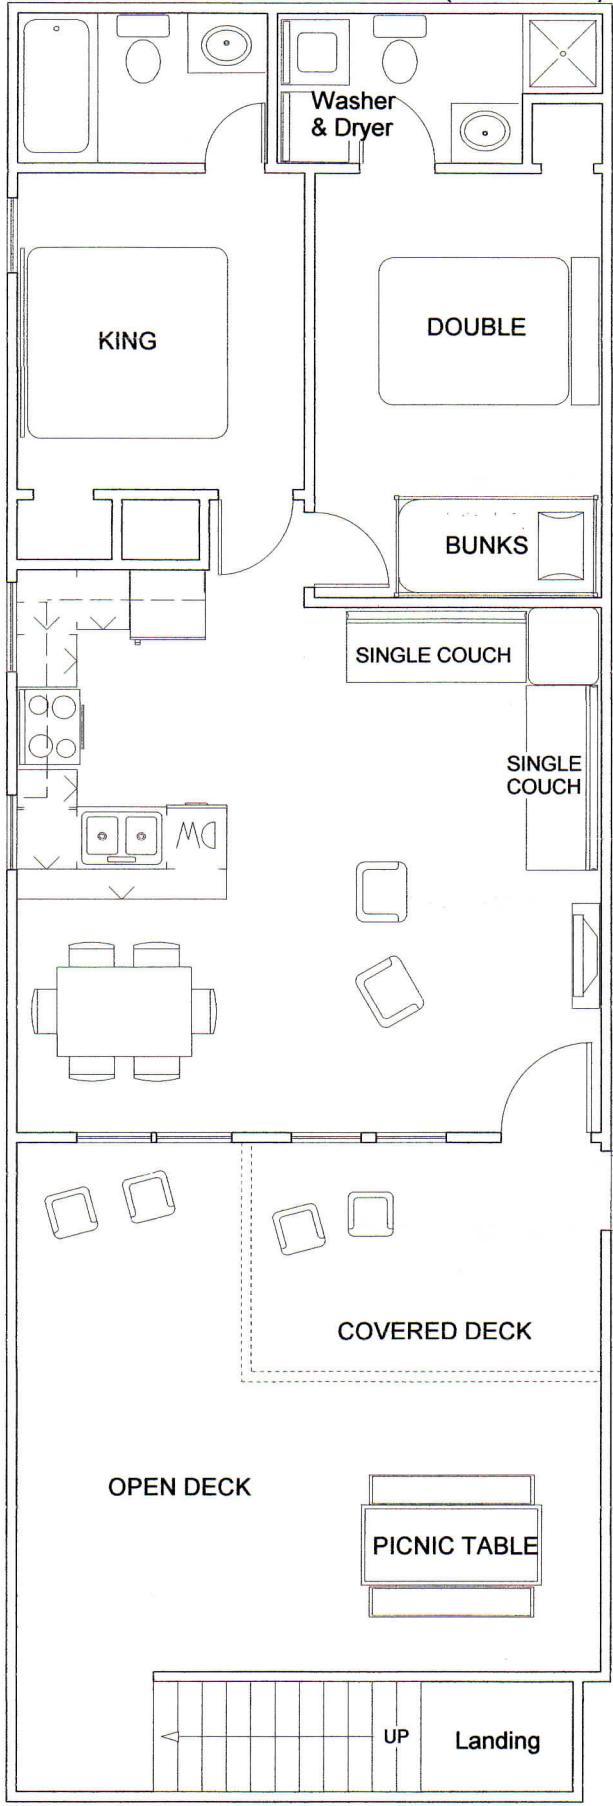 Washer
& Dryer
KING
DOUBLE
BUNKS
SINGLE COUCH
SINGLE
COUCH
DW
COVERED DECK
OPEN DECK
PICNIC TABLE
UP
Landing